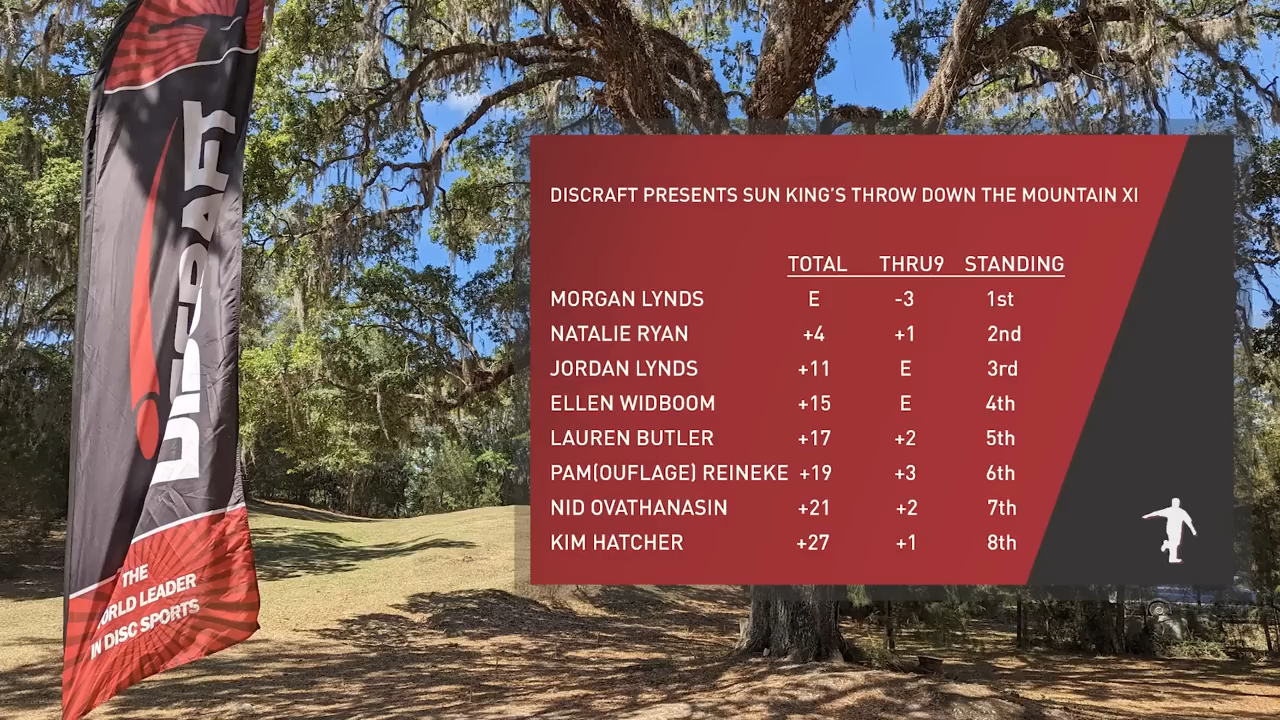 DISCRAFT
THE
WORLD LEADER
IN DISC SPORTS
DISCRAFT PRESENTS SUN KING'S THROW DOWN THE MOUNTAIN XI
TOTAL THRU9 STANDING
MORGAN LYNDS E -3 1st
NATALIE RYAN +4 +1 2nd
JORDAN LYNDS +11 E 3rd
ELLEN WIDBOOM +15 E 4th
LAUREN BUTLER +17 +2 5th
PAM(OUFLAGE) REINEKE +19 +3 6th
NID OVATHANASIN +21 +2 7th
KIM HATCHER +27 +1 8th